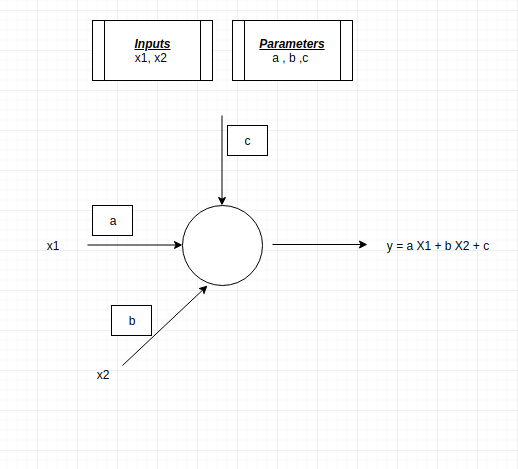 Inputs
x1, x2
Parameters
a , b ,c
c
a
x1
y = a X1 + b X2 + c
b
x2